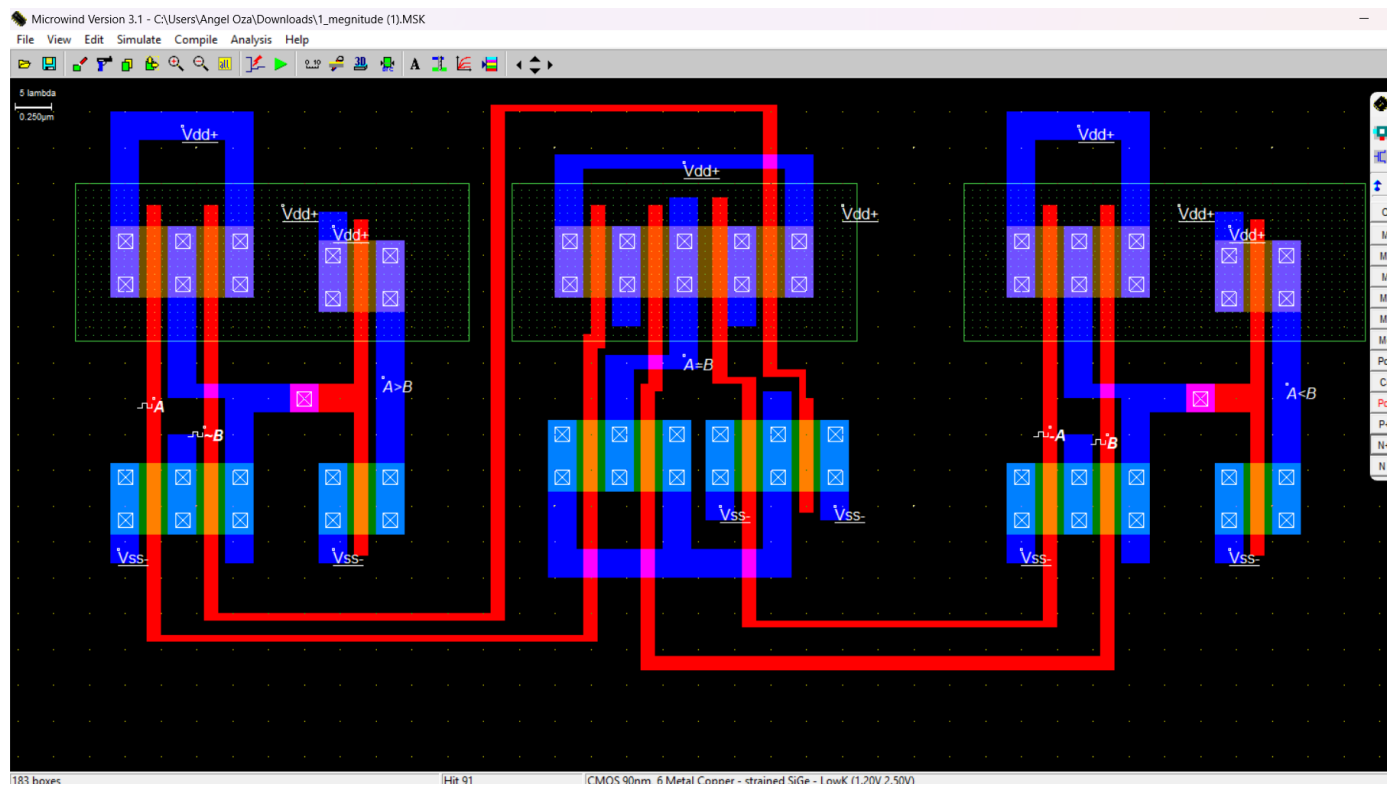 Microwind Version 3.1 - C:\Users\Angel Oza\Downloads\1_megnitude (1).MSK
File View Edit Simulate Compile Analysis Help
5 lambda
0.250µm
Vdd+
Vdd+
Vdd+
Vdd+
Vdd+
Vdd+
Vdd+
Vdd+
A=B
A>B
A<B
A
~B
~A
B
Vss-
Vss-
Vss-
Vss-
Vss-
Vss-
183 boxes
Hit 91
CMOS 90nm, 6 Metal Copper - strained SiGe - LowK (1.20V, 2.50V)